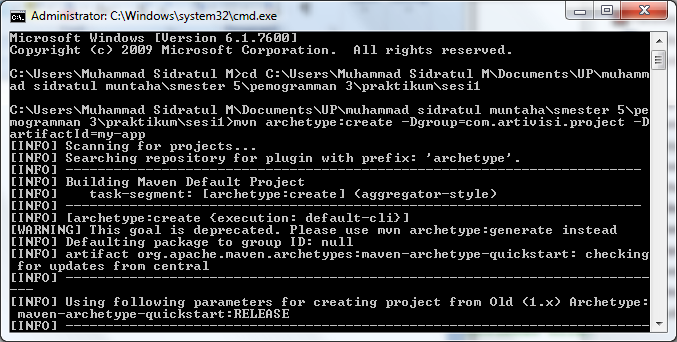 Administrator: C:\Windows\system32\cmd.exe
Microsoft Windows [Version 6.1.7600]
Copyright (c) 2009 Microsoft Corporation.  All rights reserved.
C:\Users\Muhammad Sidratul M>cd C:\Users\Muhammad Sidratul M\Documents\UP\muhamm
ad sidratul muntaha\smester 5\pemogramman 3\praktikum\sesi1
C:\Users\Muhammad Sidratul M\Documents\UP\muhammad sidratul muntaha\smester 5\pe
mogramman 3\praktikum\sesi1>mvn archetype:create -Dgroup=com.artivisi.project -D
artifactId=my-app
[INFO] Scanning for projects...
[INFO] Searching repository for plugin with prefix: 'archetype'.
[INFO] ------------------------------------------------------------------------
[INFO] Building Maven Default Project
[INFO]    task-segment: [archetype:create] (aggregator-style)
[INFO] ------------------------------------------------------------------------
[INFO] [archetype:create {execution: default-cli}]
[WARNING] This goal is deprecated. Please use mvn archetype:generate instead
[INFO] Defaulting package to group ID: null
[INFO] artifact org.apache.maven.archetypes:maven-archetype-quickstart: checking
 for updates from central
[INFO] -------------------------------------------------------------------------
---
[INFO] Using following parameters for creating project from Old (1.x) Archetype:
 maven-archetype-quickstart:RELEASE
[INFO] -------------------------------------------------------------------------